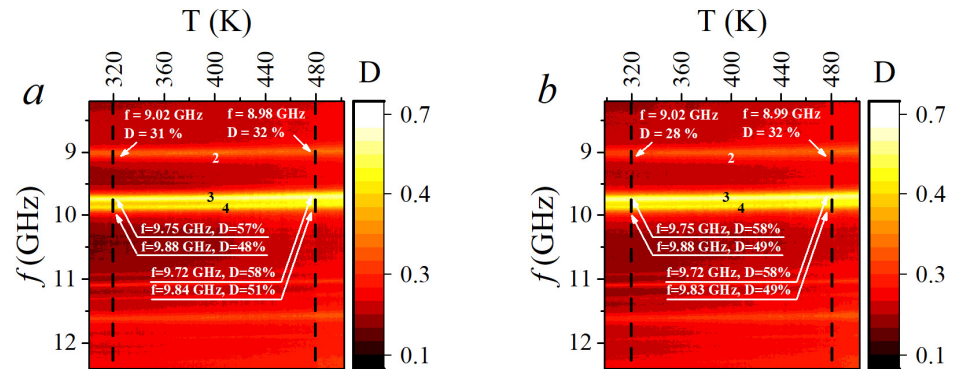 T (K)
320 400 440 480
D
a
f = 9.02 GHz
D = 31 %
f = 8.98 GHz
D = 32 %
2
3
4
f=9.75 GHz, D=57%
f=9.88 GHz, D=48%
f=9.72 GHz, D=58%
f=9.84 GHz, D=51%
f (GHz)
9
10
11
12
0.7
0.4
0.3
0.1
T (K)
320 400 440 480
D
b
f = 9.02 GHz
D = 28 %
f = 8.99 GHz
D = 32 %
2
3
4
f=9.75 GHz, D=58%
f=9.88 GHz, D=49%
f=9.72 GHz, D=58%
f=9.83 GHz, D=49%
f (GHz)
9
10
11
12
0.7
0.4
0.3
0.1